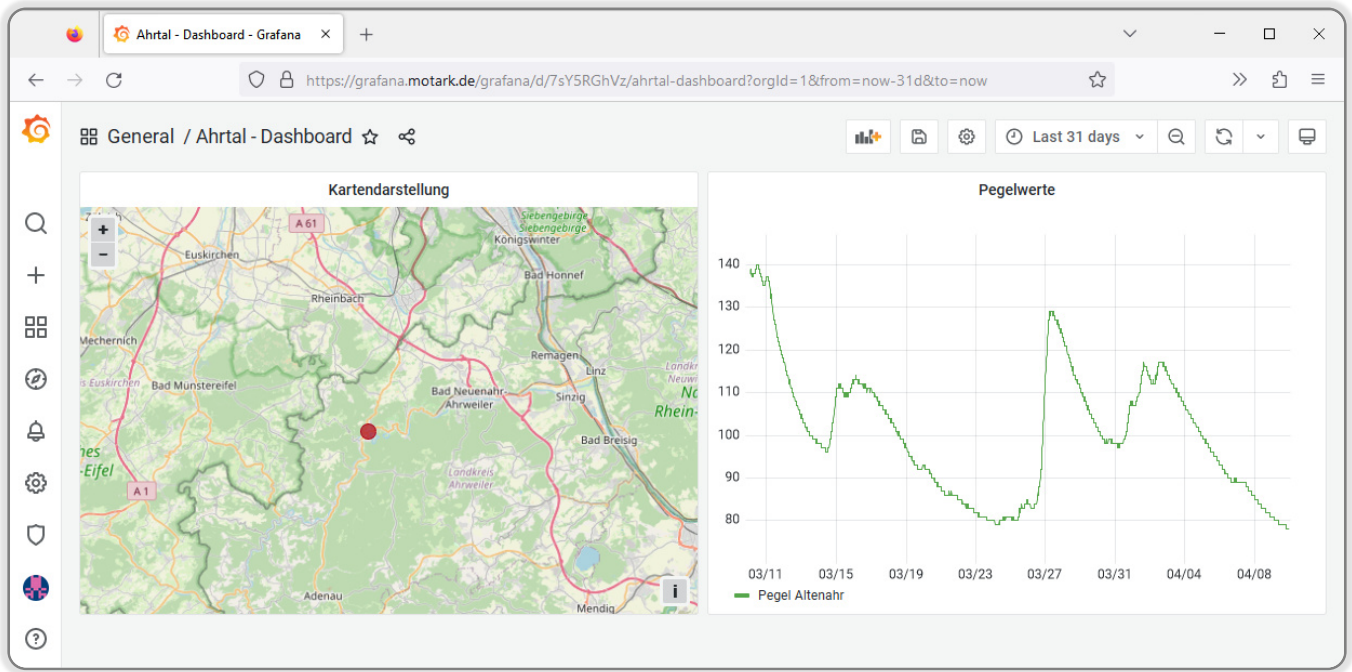 Ahrtal - Dashboard - Grafana
https://grafana.motark.de/grafana/d/7sY5RGhVz/ahrtal-dashboard?orgId=1&from=now-31d&to=now
General / Ahrtal - Dashboard
Last 31 days
Kartendarstellung
+
−
A 61
Siebengebirge
Siebengebirge
Königswinter
Euskirchen
Bad Honnef
Rheinbach
Mechernich
Remagen
Linz
s Euskirchen
Bad Münstereifel
Bad Neuenahr-
Ahrweiler
Sinzig
Rhein-
Bad Breisig
-Eifel
Landkreis
Ahrweiler
A 1
Adenau
Mendig
i
Pegelwerte
140
130
120
110
100
90
80
03/11
03/15
03/19
03/23
03/27
03/31
04/04
04/08
Pegel Altenahr